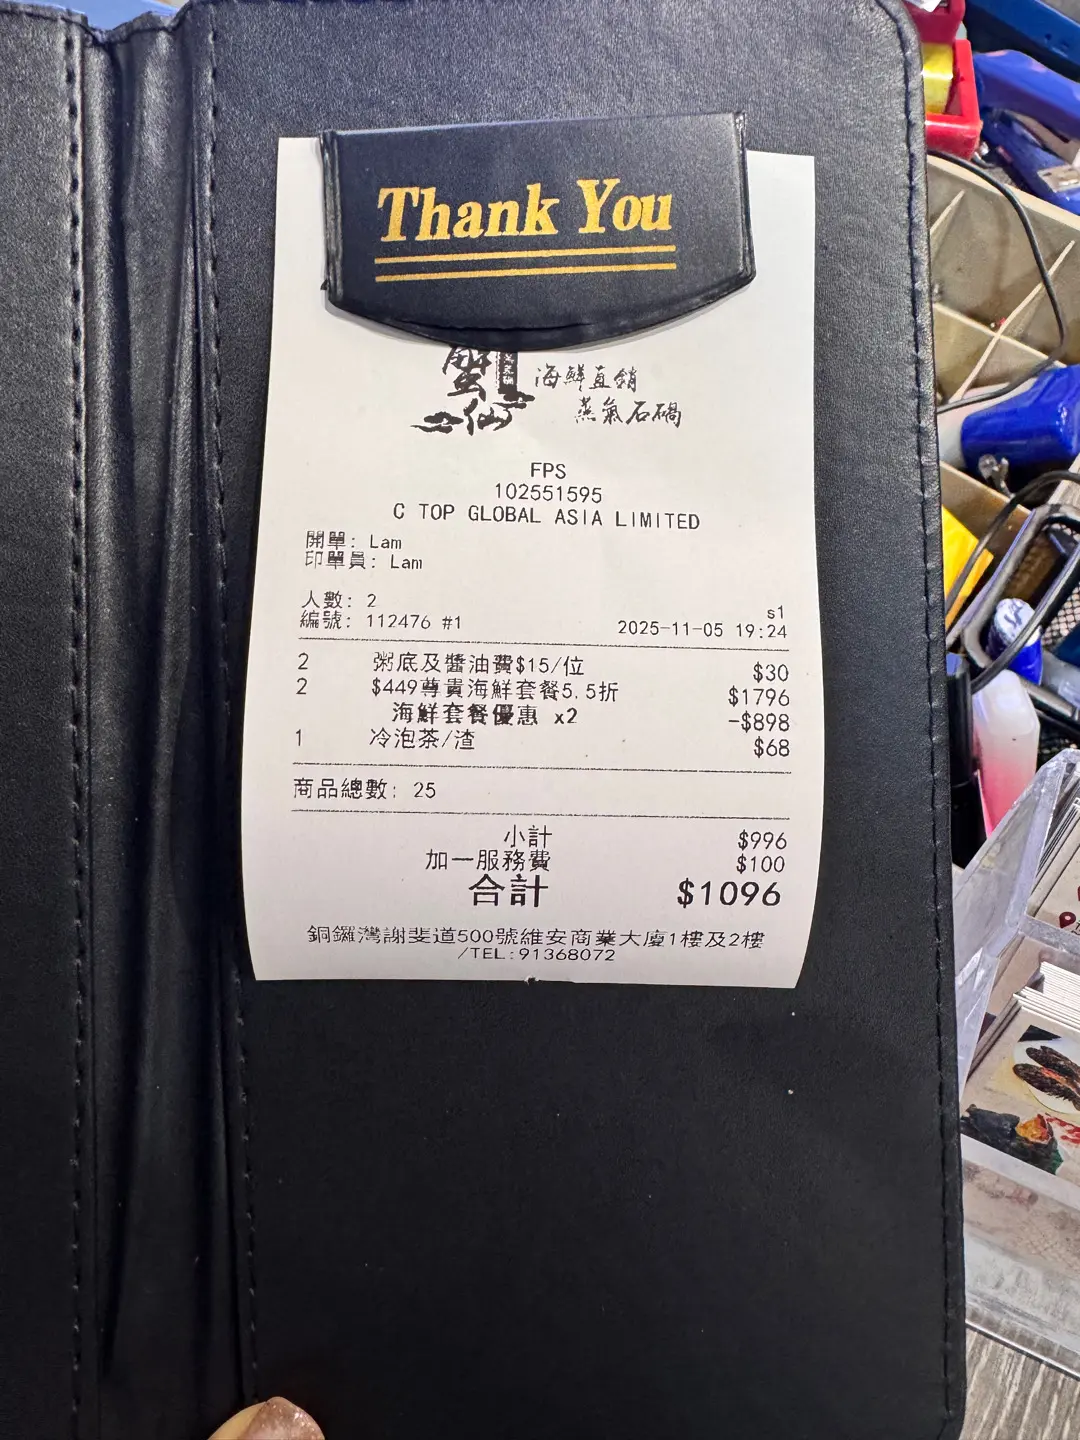 Thank You
蟹仙
海鮮直銷
蒸氣石鍋
FPS
102551595
C TOP GLOBAL ASIA LIMITED
開單: Lam
印單員: Lam
人數: 2
s1
編號: 112476 #1 2025-11-05 19:24
2 粥底及醬油費$15/位 $30
2 $449尊貴海鮮套餐5.5折 $1796
海鮮套餐優惠 x2 -$898
1 冷泡茶/渣 $68
商品總數: 25
小計 $996
加一服務費 $100
合計 $1096
銅鑼灣謝斐道500號維安商業大廈1樓及2樓
/TEL:91368072